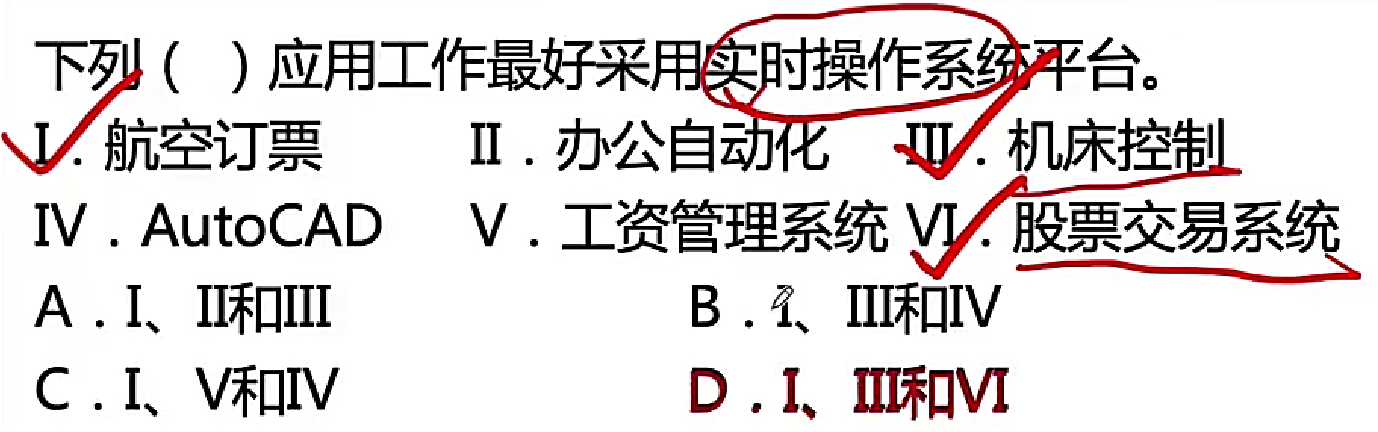 下列（ ）应用工作最好采用实时操作系统平台。
I．航空订票 II．办公自动化 III．机床控制
IV．AutoCAD V．工资管理系统 VI．股票交易系统
A．I、II和III B．I、III和IV
C．I、V和IV D．I、III和VI